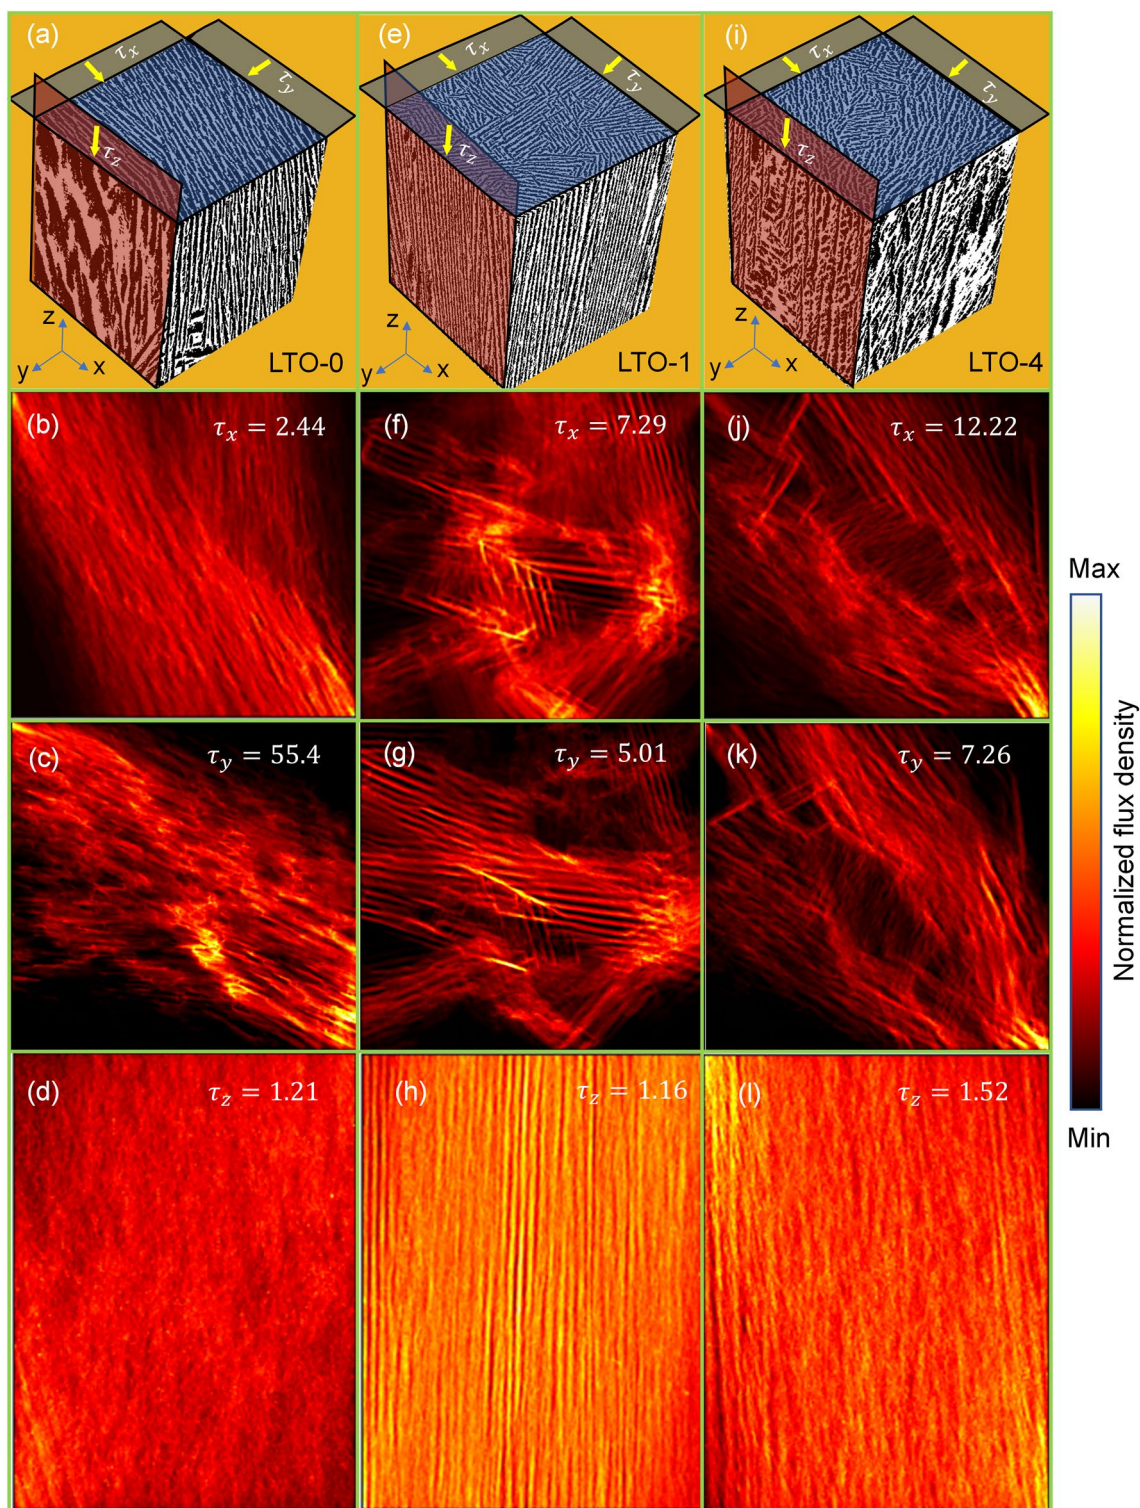 (a)
τx
τy
τz
z
y
x
LTO-0
(e)
τx
τy
τz
z
y
x
LTO-1
(i)
τx
τy
τz
z
y
x
LTO-4
(b)
τx = 2.44
(f)
τx = 7.29
(j)
τx = 12.22
(c)
τy = 55.4
(g)
τy = 5.01
(k)
τy = 7.26
(d)
τz = 1.21
(h)
τz = 1.16
(l)
τz = 1.52
Max
Normalized flux density
Min